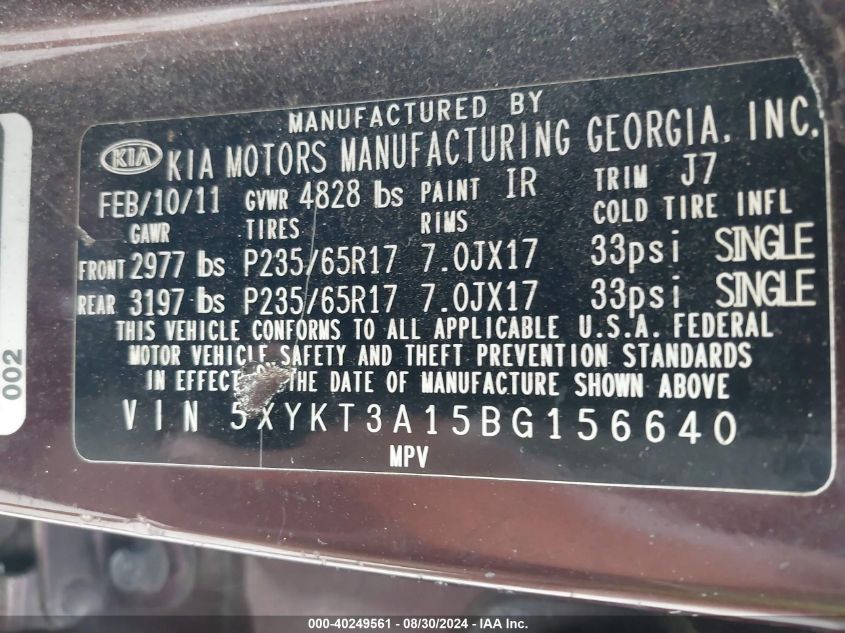 MANUFACTURED BY
KIA KIA MOTORS MANUFACTURING GEORGIA, INC.
FEB/10/11 GVWR 4828 lbs PAINT IR TRIM J7
GAWR TIRES RIMS COLD TIRE INFL
FRONT 2977 lbs P235/65R17 7.0JX17 33psi SINGLE
REAR 3197 lbs P235/65R17 7.0JX17 33psi SINGLE
THIS VEHICLE CONFORMS TO ALL APPLICABLE U.S.A. FEDERAL
MOTOR VEHICLE SAFETY AND THEFT PREVENTION STANDARDS
IN EFFECT THE DATE OF MANUFACTURE SHOWN ABOVE
VIN 5XYKT3A15BG156640
MPV
002
000-40249561 - 08/30/2024 - IAA Inc.